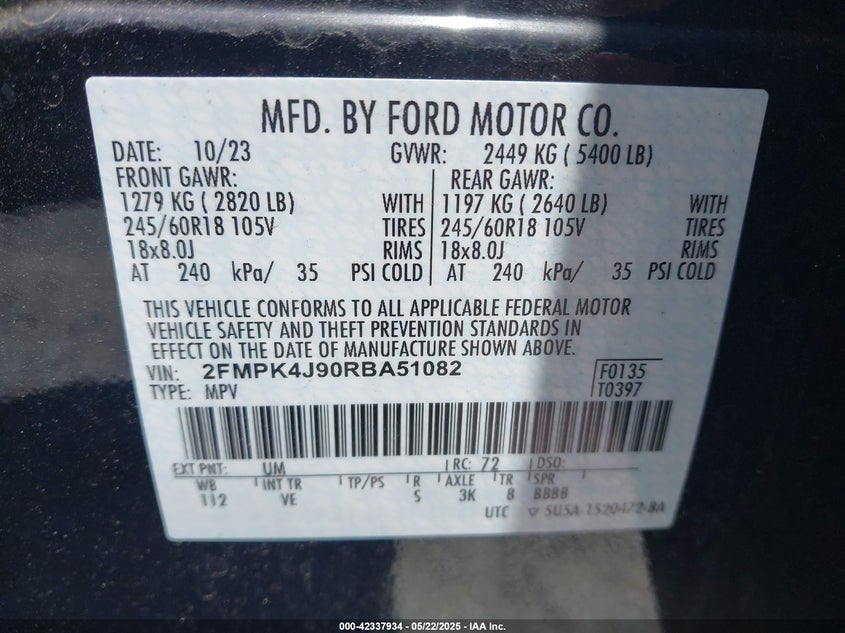 MFD. BY FORD MOTOR CO.
DATE: 10/23 GVWR: 2449 KG ( 5400 LB)
FRONT GAWR: REAR GAWR:
1279 KG ( 2820 LB) WITH 1197 KG ( 2640 LB) WITH
245/60R18 105V TIRES 245/60R18 105V TIRES
18x8.0J RIMS 18x8.0J RIMS
AT 240 kPa/ 35 PSI COLD AT 240 kPa/ 35 PSI COLD
THIS VEHICLE CONFORMS TO ALL APPLICABLE FEDERAL MOTOR
VEHICLE SAFETY AND THEFT PREVENTION STANDARDS IN
EFFECT ON THE DATE OF MANUFACTURE SHOWN ABOVE.
VIN: 2FMPK4J90RBA51082 F0135
TYPE: MPV T0397
EXT PNT: UM RC: 72 DSO:
WB INT TR TP/PS R AXLE TR SPR
112 VE S 3K 8 BBBB
UTC 5U5A-1520472-BA
000-42337934 - 05/22/2025 - IAA Inc.